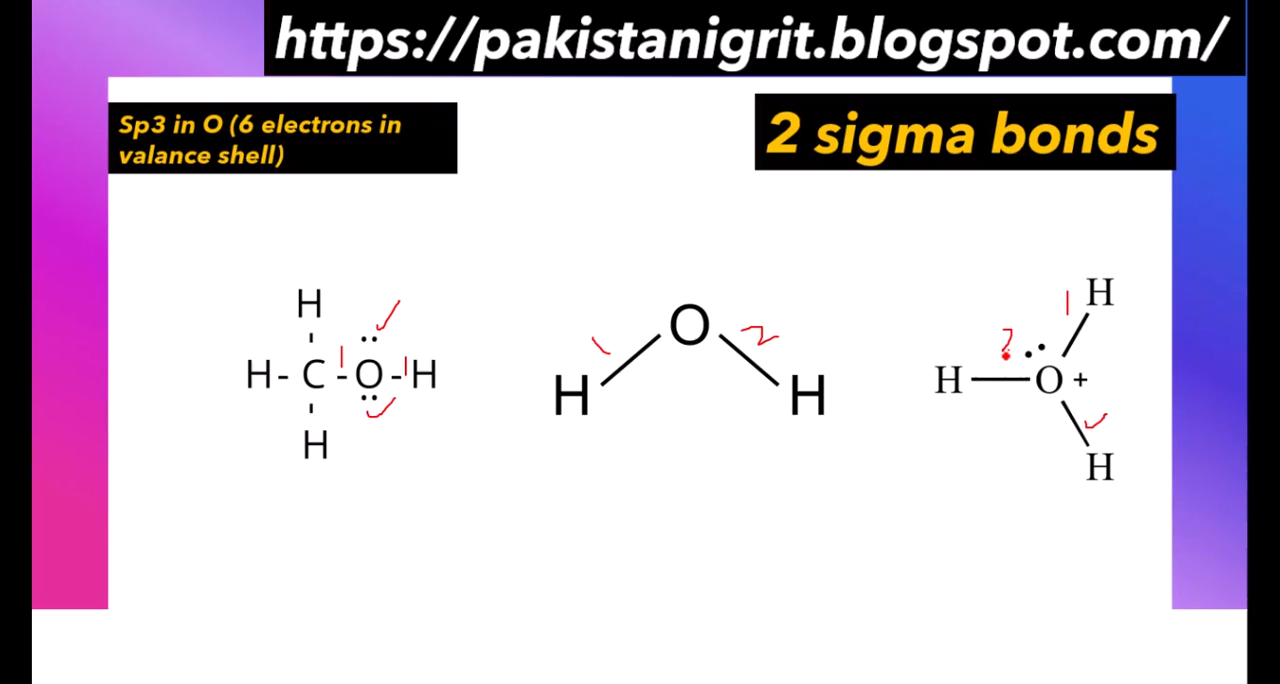 https://pakistanigrit.blogspot.com/
Sp3 in O (6 electrons in
valance shell)
2 sigma bonds
H
H- C -O -H
H
O
H H
H
H O +
H